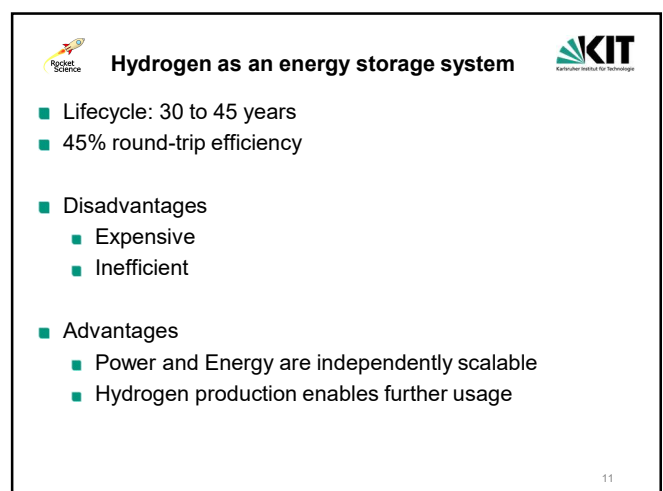 Rocket
Science
Hydrogen as an energy storage system
KIT
Karlsruher Institut für Technologie
Lifecycle: 30 to 45 years
45% round-trip efficiency
Disadvantages
Expensive
Inefficient
Advantages
Power and Energy are independently scalable
Hydrogen production enables further usage
11